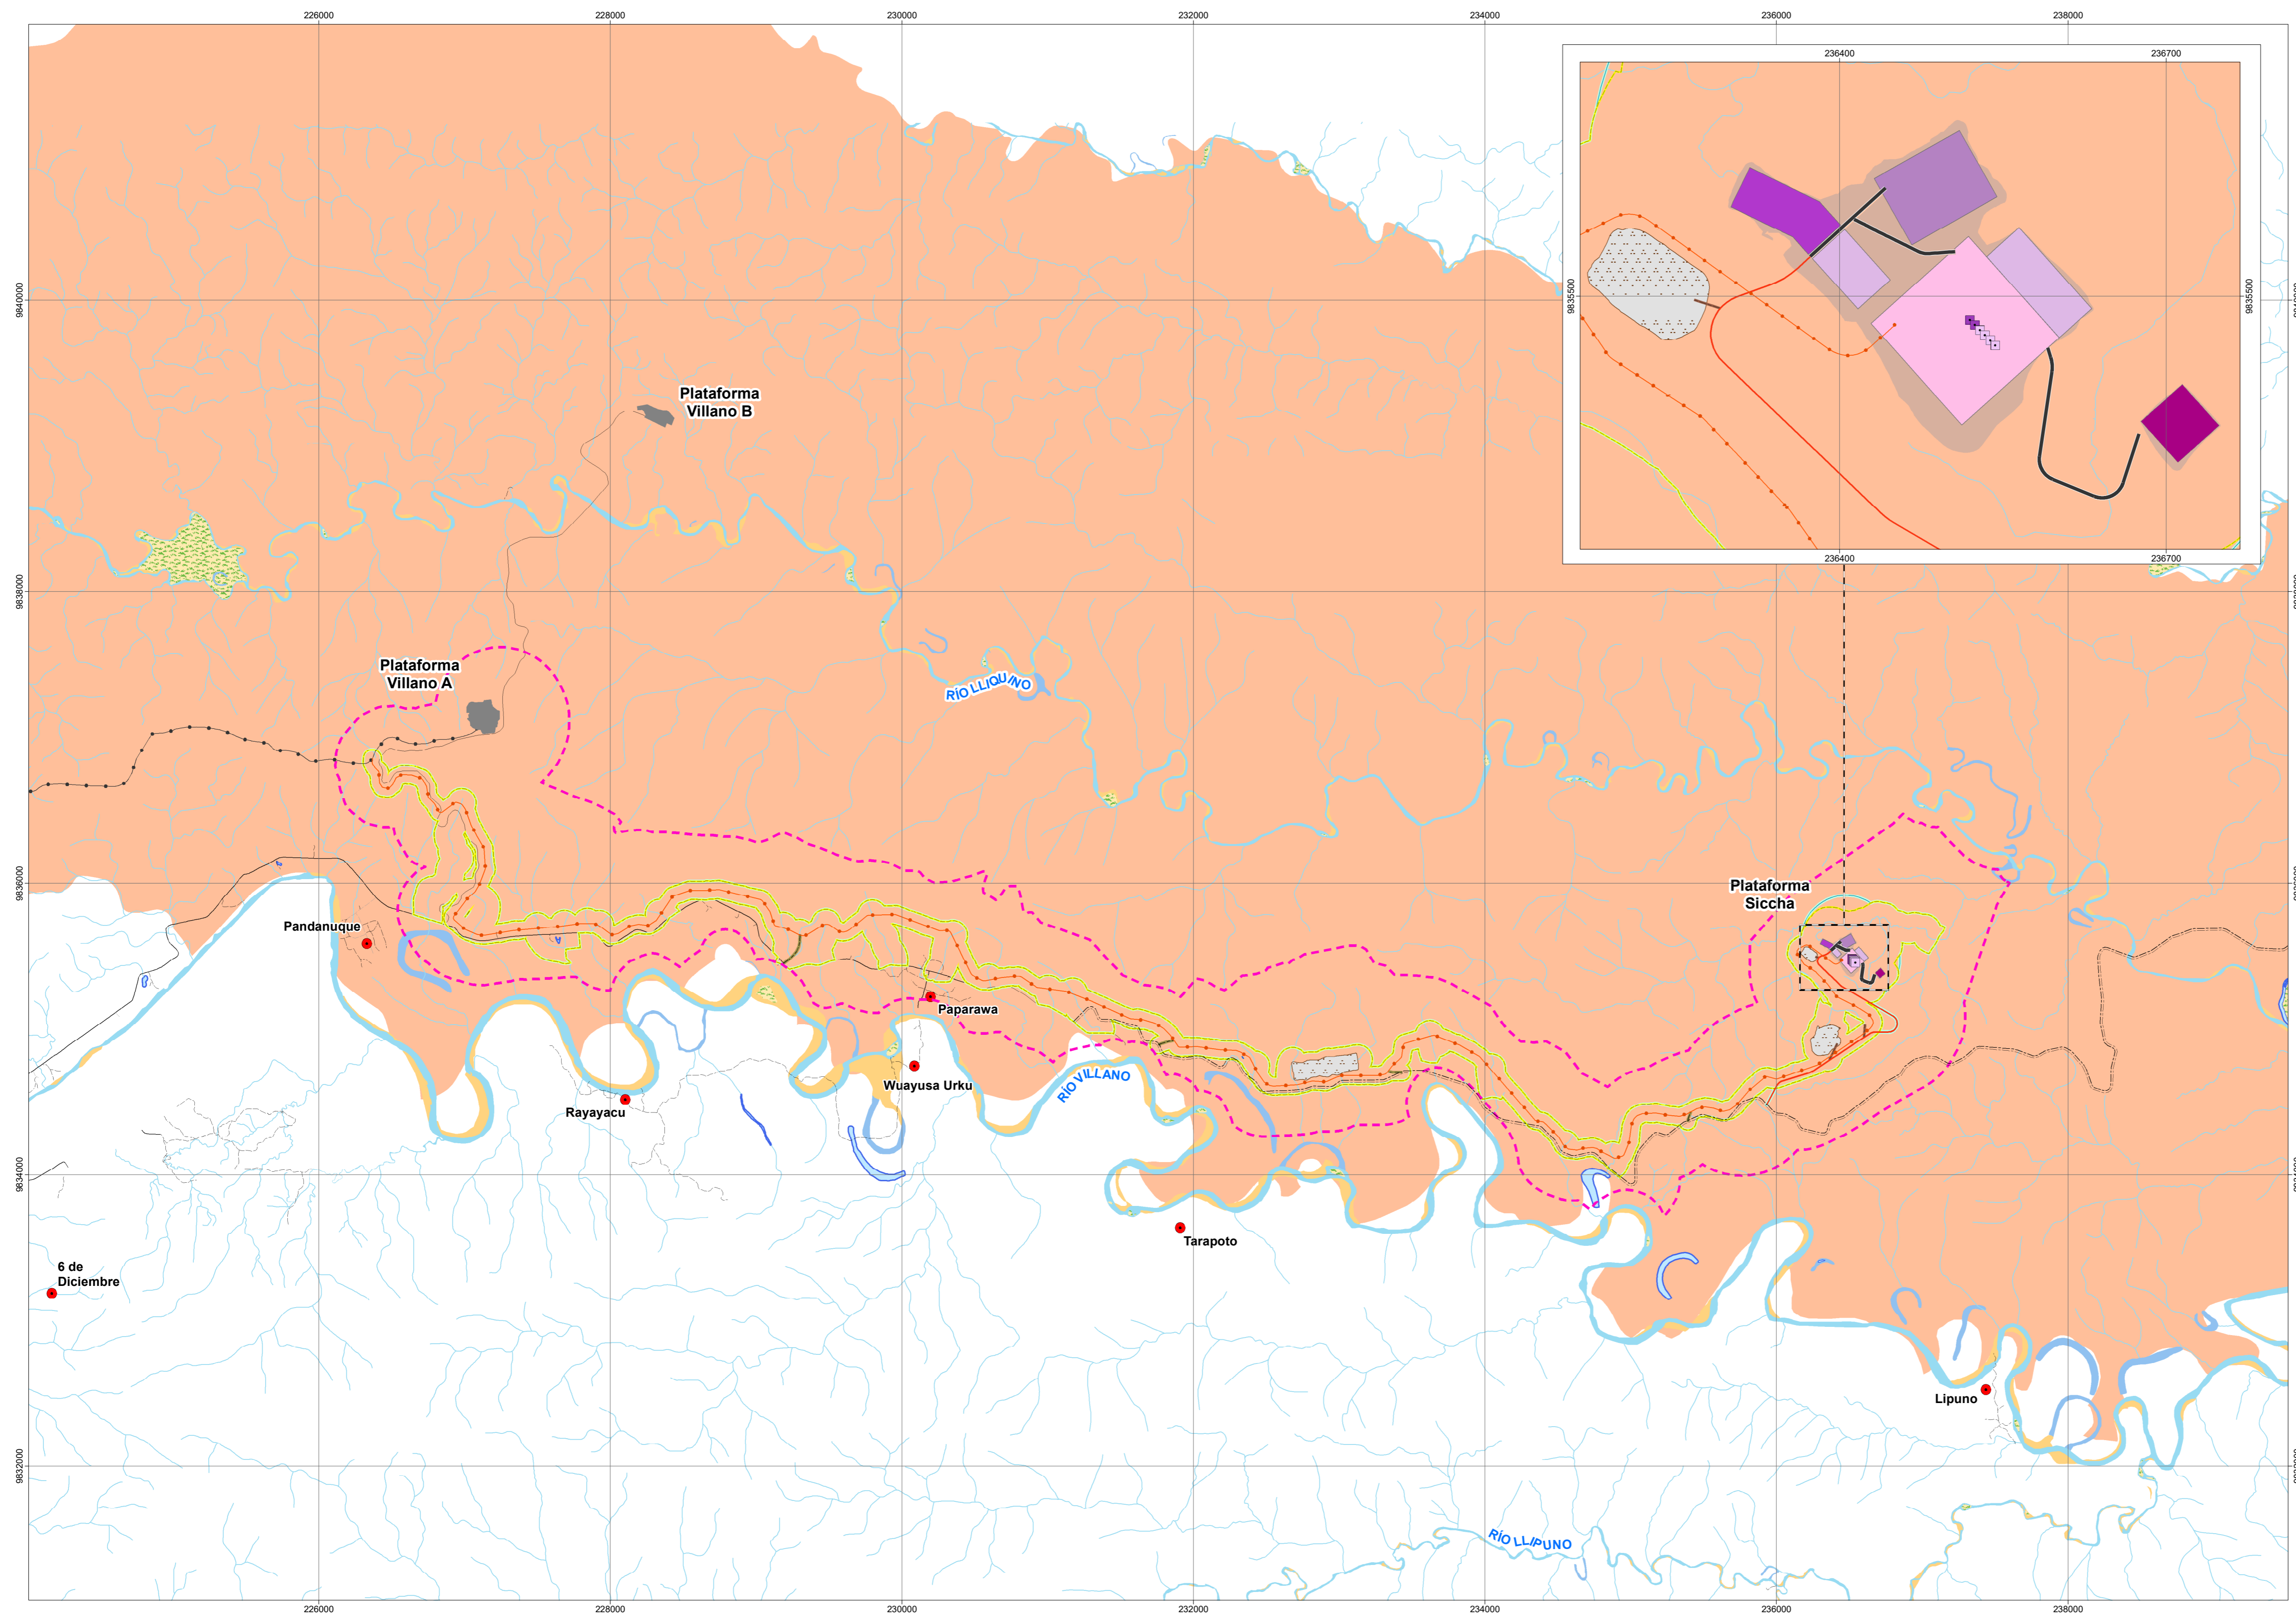 226000
228000
230000
232000
234000
236000
238000
236400
236700
9835500
9835500
236400
236700
9840000
9838000
9836000
9834000
9832000
Plataforma
Villano B
Plataforma
Villano A
RÍO LLIQUINO
Plataforma
Siccha
Pandanuque
Paparawa
Wuayusa Urku
Rayayacu
RÍO VILLANO
Tarapoto
6 de
Diciembre
Lipuno
RÍO LLIPUNO
226000
228000
230000
232000
234000
236000
238000